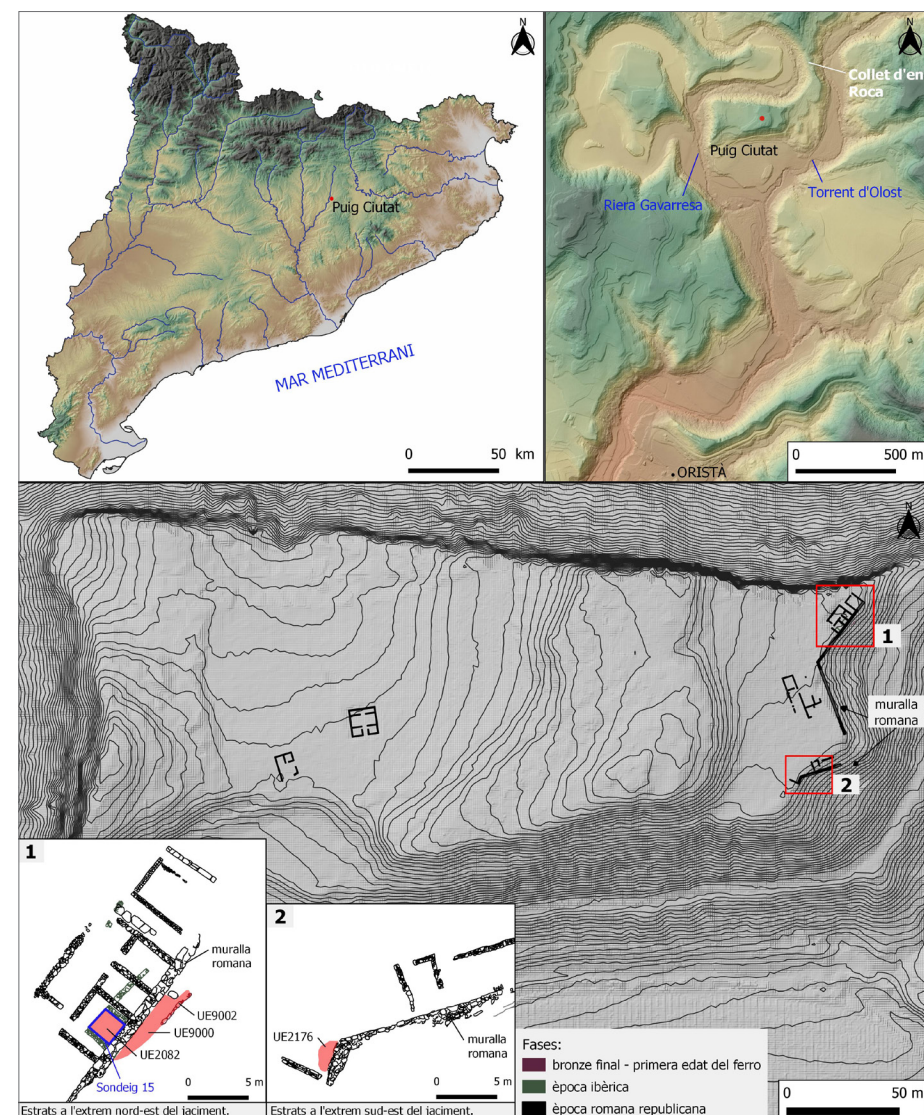 N
Puig Ciutat
MAR MEDITERRANI
0 50 km
N
Collet d'en
Roca
Puig Ciutat
Riera Gavarresa
Torrent d'Olost
ORISTÀ
0 500 m
N
1
muralla
romana
2
1
muralla
romana
UE9002
UE9000
UE2082
Sondeig 15
0 5 m
Estrats a l'extrem nord-est del jaciment.
2
UE2176
muralla
romana
0 5 m
Estrats a l'extrem sud-est del jaciment.
Fases:
bronze final - primera edat del ferro
època ibèrica
època romana republicana
0 50 m